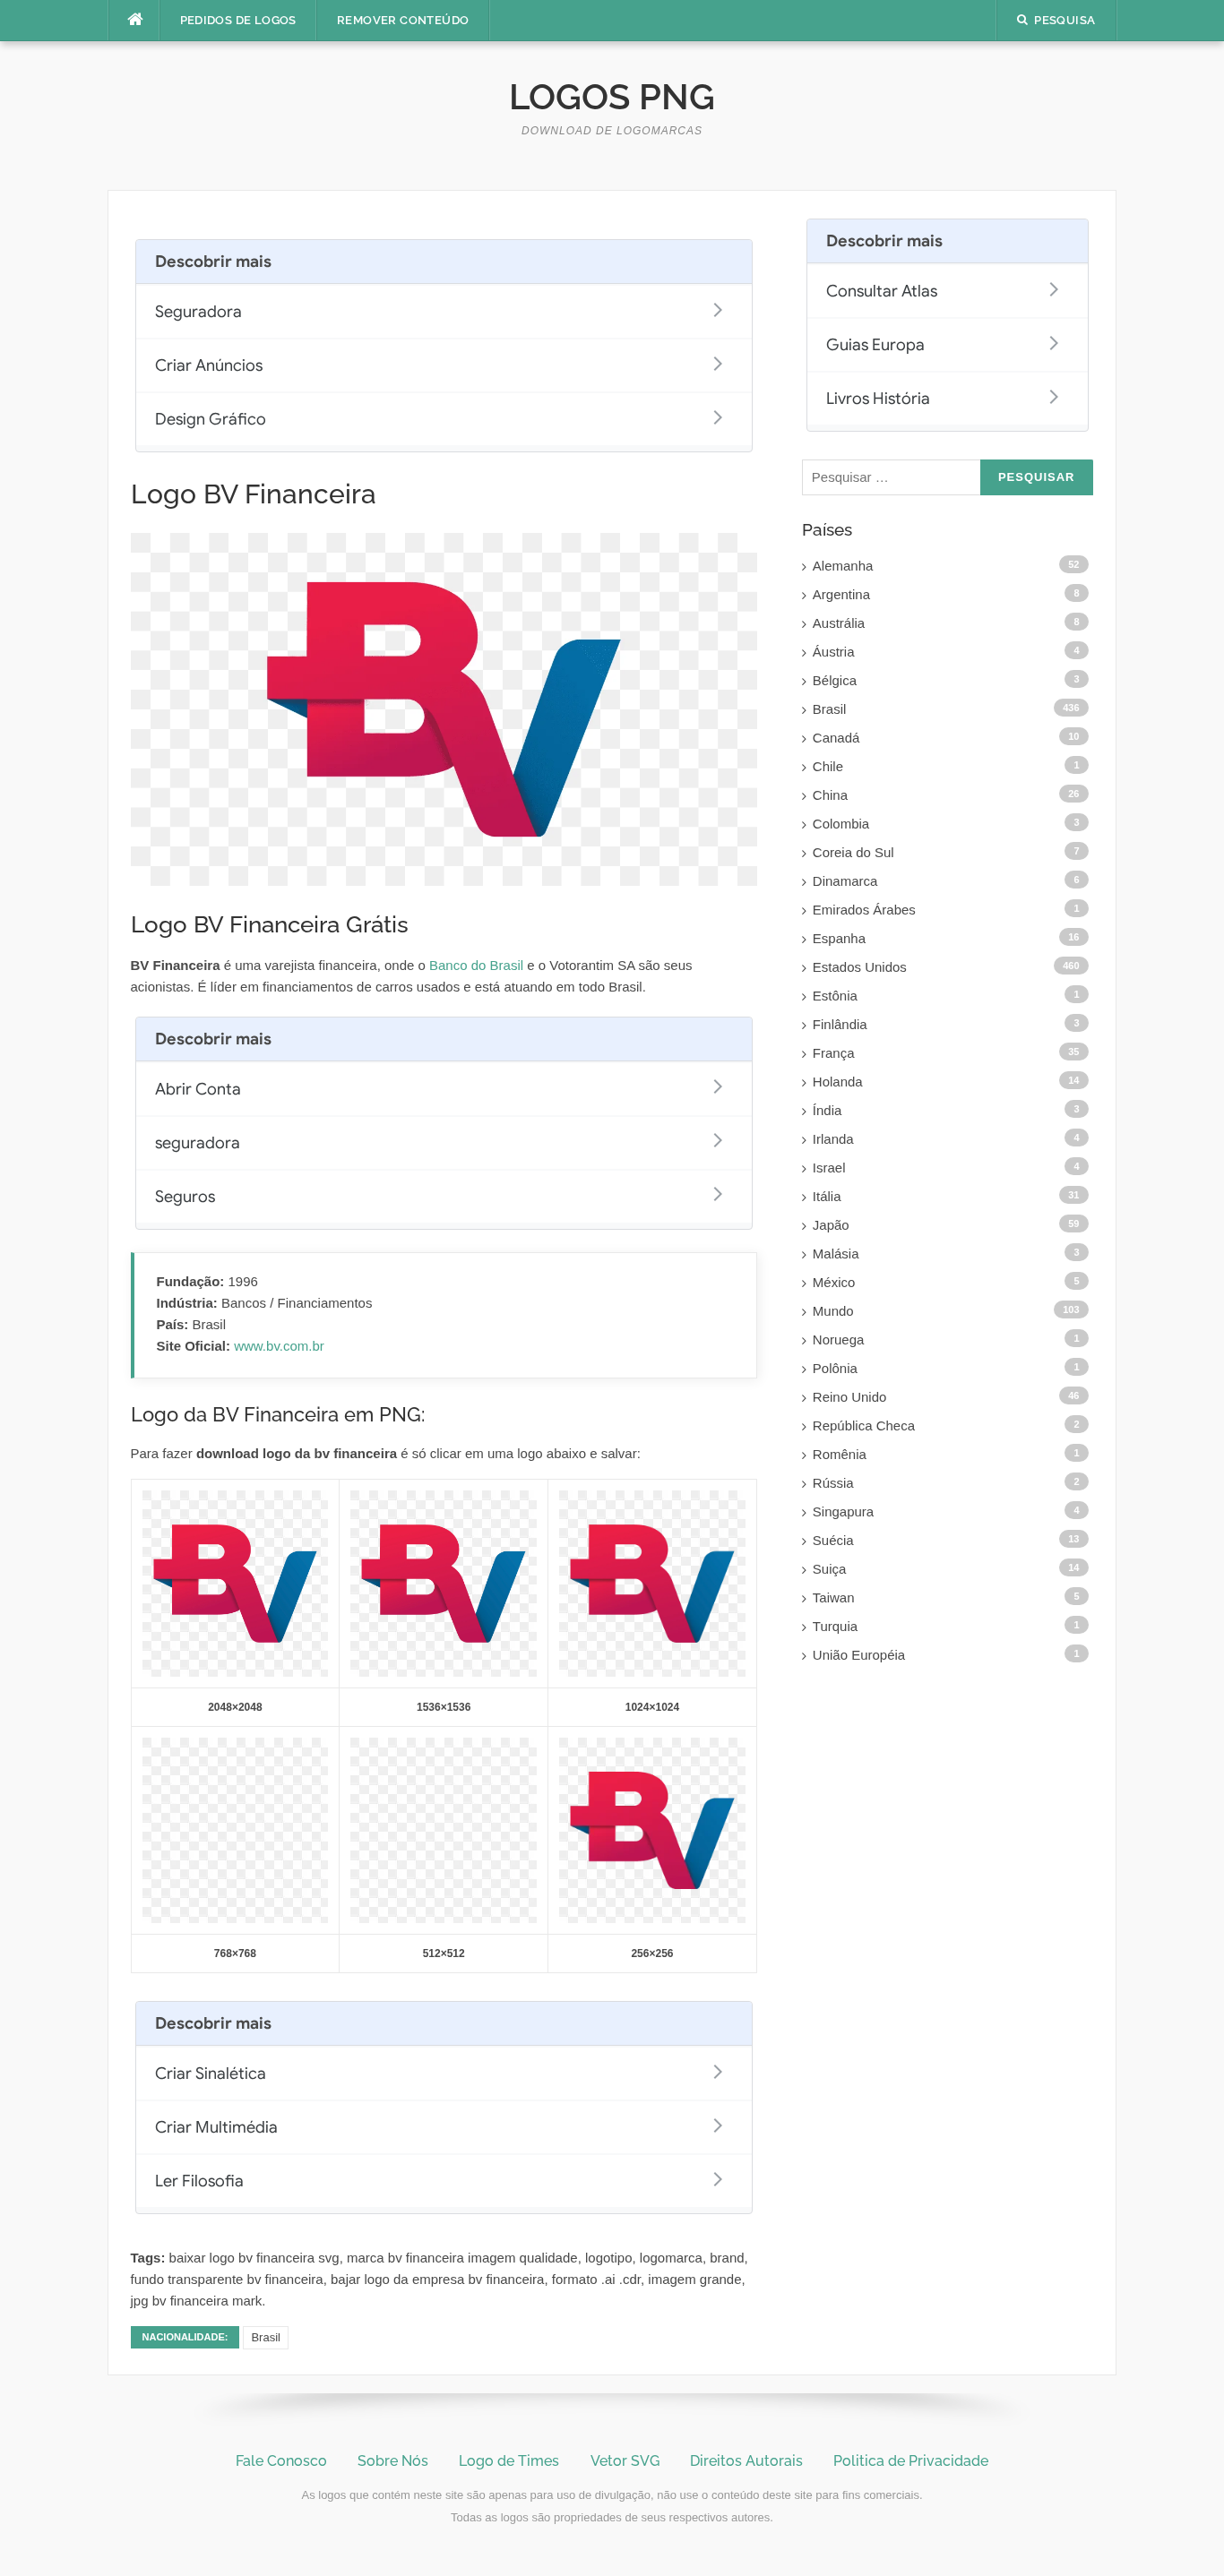 PEDIDOS DE LOGOS
REMOVER CONTEÚDO
PESQUISA
LOGOS PNG
DOWNLOAD DE LOGOMARCAS
Descobrir mais
Seguradora
Criar Anúncios
Design Gráfico
Logo BV Financeira
BV
Logo BV Financeira Grátis
BV Financeira é uma varejista financeira, onde o Banco do Brasil e o Votorantim SA são seus
acionistas. É líder em financiamentos de carros usados e está atuando em todo Brasil.
Descobrir mais
Abrir Conta
seguradora
Seguros
Fundação: 1996
Indústria: Bancos / Financiamentos
País: Brasil
Site Oficial: www.bv.com.br
Logo da BV Financeira em PNG:
Para fazer download logo da bv financeira é só clicar em uma logo abaixo e salvar:
BV
BV
BV
2048×2048
1536×1536
1024×1024
BV
768×768
512×512
256×256
Descobrir mais
Criar Sinalética
Criar Multimédia
Ler Filosofia
Tags: baixar logo bv financeira svg, marca bv financeira imagem qualidade, logotipo, logomarca, brand,
fundo transparente bv financeira, bajar logo da empresa bv financeira, formato .ai .cdr, imagem grande,
jpg bv financeira mark.
NACIONALIDADE: Brasil
Descobrir mais
Consultar Atlas
Guias Europa
Livros História
Pesquisar …
PESQUISAR
Países
Alemanha 52
Argentina 8
Austrália 8
Áustria 4
Bélgica 3
Brasil 436
Canadá 10
Chile 1
China 26
Colombia 3
Coreia do Sul 7
Dinamarca 6
Emirados Árabes 1
Espanha 16
Estados Unidos 460
Estônia 1
Finlândia 3
França 35
Holanda 14
Índia 3
Irlanda 4
Israel 4
Itália 31
Japão 59
Malásia 3
México 5
Mundo 103
Noruega 1
Polônia 1
Reino Unido 46
República Checa 2
Romênia 1
Rússia 2
Singapura 4
Suécia 13
Suiça 14
Taiwan 5
Turquia 1
União Européia 1
Fale Conosco
Sobre Nós
Logo de Times
Vetor SVG
Direitos Autorais
Politica de Privacidade
As logos que contém neste site são apenas para uso de divulgação, não use o conteúdo deste site para fins comerciais.
Todas as logos são propriedades de seus respectivos autores.